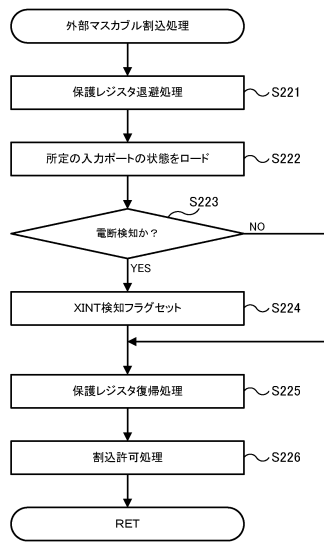 外部マスカブル割込処理
保護レジスタ退避処理
S221
所定の入力ポートの状態をロード
S222
S223
電断検知か？
NO
YES
XINT検知フラグセット
S224
保護レジスタ復帰処理
S225
割込許可処理
S226
RET